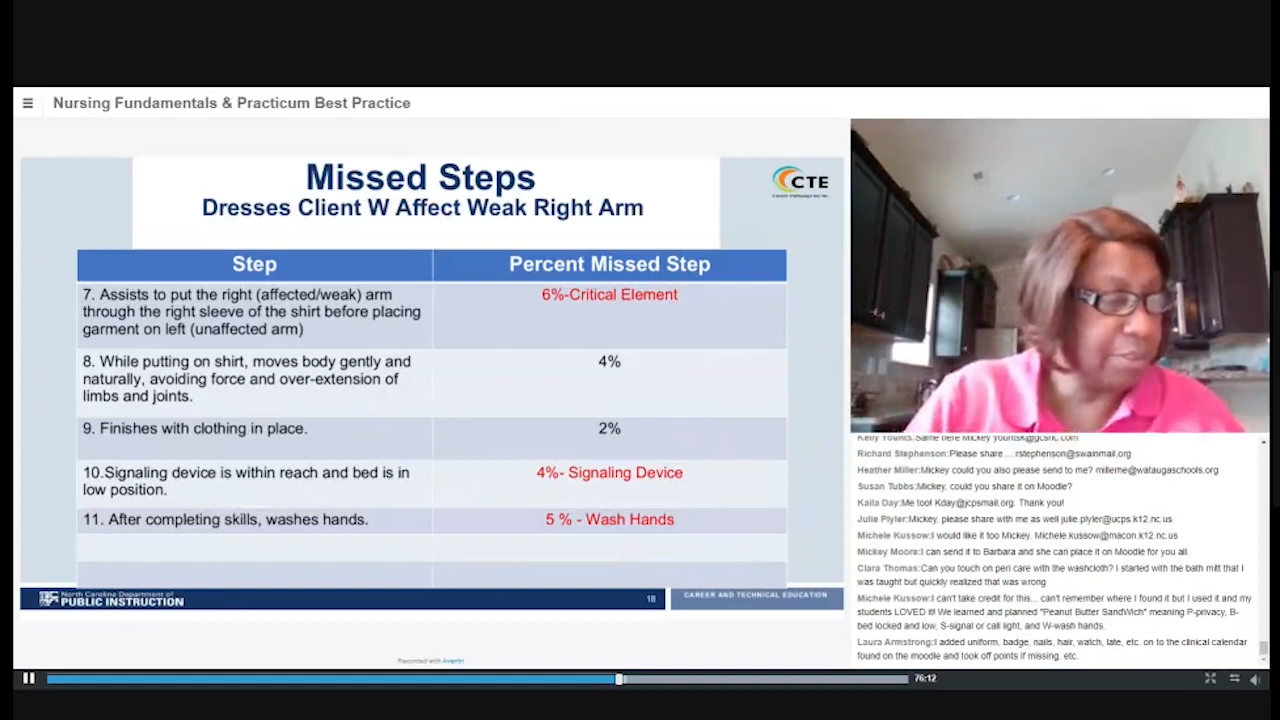 Nursing Fundamentals & Practicum Best Practice
Missed Steps
Dresses Client W Affect Weak Right Arm
CTE
Step
Percent Missed Step
7. Assists to put the right (affected/weak) arm
through the right sleeve of the shirt before placing
garment on left (unaffected arm)
6%-Critical Element
8. While putting on shirt, moves body gently and
naturally, avoiding force and over-extension of
limbs and joints.
4%
9. Finishes with clothing in place.
2%
10.Signaling device is within reach and bed is in
low position.
4%- Signaling Device
11. After completing skills, washes hands.
5 % - Wash Hands
North Carolina Department of
PUBLIC INSTRUCTION
18
CAREER AND TECHNICAL EDUCATION
Recorded with
Kelly Younts:Same here Mickey yountsk@gcsnc.com
Richard Stephenson:Please share.... rstephenson@swainmail.org
Heather Miller:Mickey could you also please send to me? millerhe@wataugaschools.org
Susan Tubbs:Mickey, could you share it on Moodle?
Kaila Day:Me too! Kday@jcpsmail.org. Thank you!
Julie Plyler:Mickey, please share with me as well julie.plyler@ucps.k12.nc.us
Michele Kussow:I would like it too Mickey. Michele.kussow@macon.k12.nc.us
Mickey Moore:I can send it to Barbara and she can place it on Moodle for you all.
Clara Thomas:Can you touch on peri care with the washcloth? I started with the bath mitt that I
was taught but quickly realized that was wrong
Michele Kussow:I can't take credit for this... can't remember where I found it but I used it and my
students LOVED it! We learned and planned "Peanut Butter SandWich" meaning P-privacy, B-
bed locked and low, S-signal or call light, and W-wash hands.
Laura Armstrong:I added uniform, badge, nails, hair, watch, late, etc. on to the clinical calendar
found on the moodle and took off points if missing, etc.
76:12